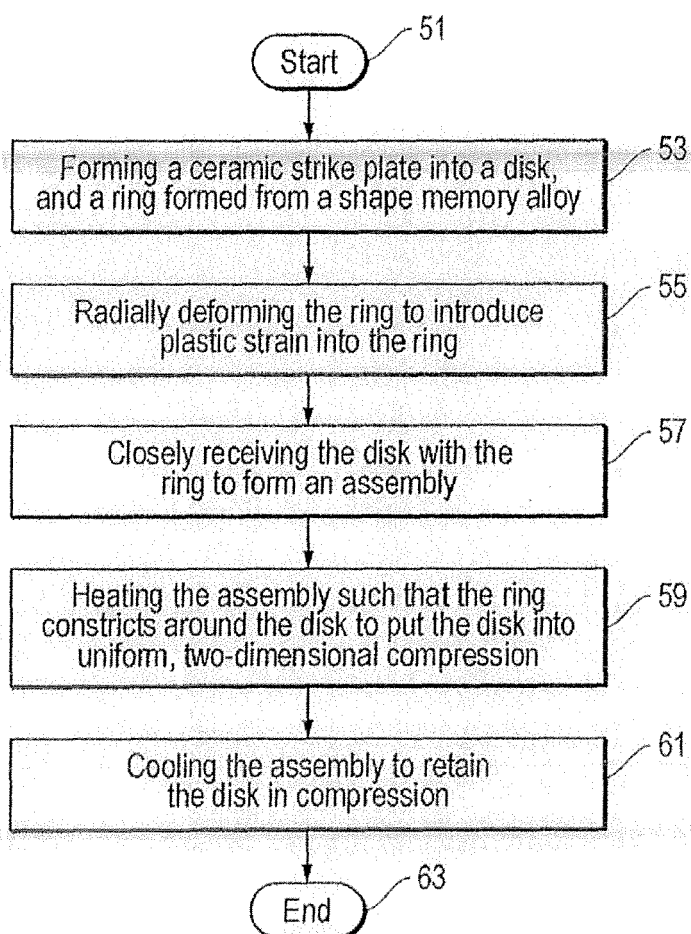 51
Start
53
Forming a ceramic strike plate into a disk,
and a ring formed from a shape memory alloy
55
Radially deforming the ring to introduce
plastic strain into the ring
57
Closely receiving the disk with the
ring to form an assembly
59
Heating the assembly such that the ring
constricts around the disk to put the disk into
uniform, two-dimensional compression
61
Cooling the assembly to retain
the disk in compression
63
End